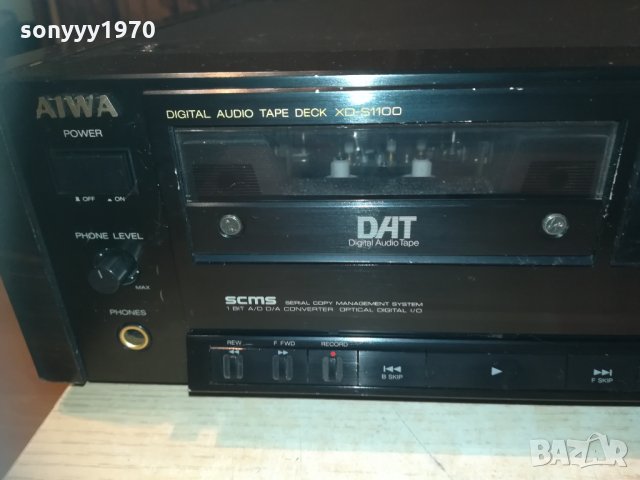 sonyyy1970
AIWA
DIGITAL AUDIO TAPE DECK XD-S1100
POWER
OFF ON
PHONE LEVEL
MAX
PHONES
DAT
Digital Audio Tape
SCMS SERIAL COPY MANAGEMENT SYSTEM
1 BIT A/D D/A CONVERTER OPTICAL DIGITAL I/O
REW F FWD RECORD
B SKIP
F SKIP
BAZAR